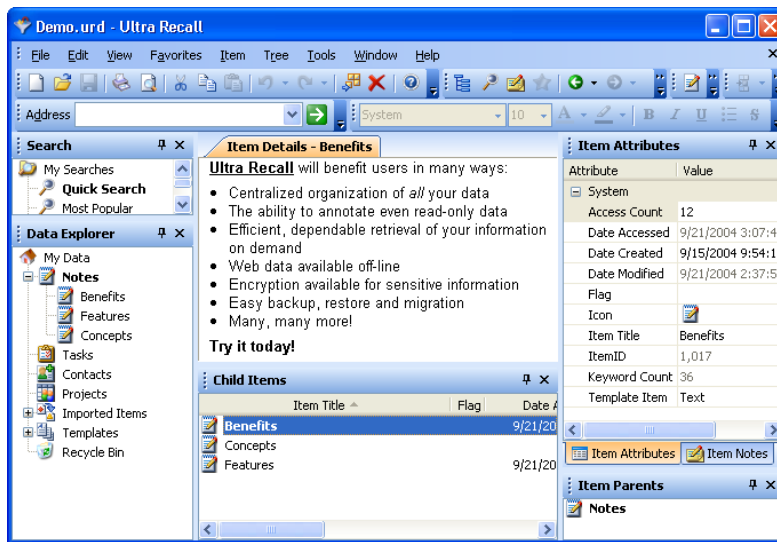 Demo.urd - Ultra Recall
File Edit View Favorites Item Tree Tools Window Help
Address System 10 A B I U S
Search
My Searches
Quick Search
Most Popular
Data Explorer
My Data
Notes
Benefits
Features
Concepts
Tasks
Contacts
Projects
Imported Items
Templates
Recycle Bin
Item Details - Benefits
Ultra Recall will benefit users in many ways:
• Centralized organization of all your data
• The ability to annotate even read-only data
• Efficient, dependable retrieval of your information
on demand
• Web data available off-line
• Encryption available for sensitive information
• Easy backup, restore and migration
• Many, many more!
Try it today!
Child Items
Item Title Flag Date A
Benefits 9/21/20
Concepts
Features 9/21/20
Item Attributes
Attribute Value
System
Access Count 12
Date Accessed 9/21/2004 3:07:4
Date Created 9/15/2004 9:54:1
Date Modified 9/21/2004 2:37:5
Flag
Icon
Item Title Benefits
ItemID 1,017
Keyword Count 36
Template Item Text
Item Attributes Item Notes
Item Parents
Notes